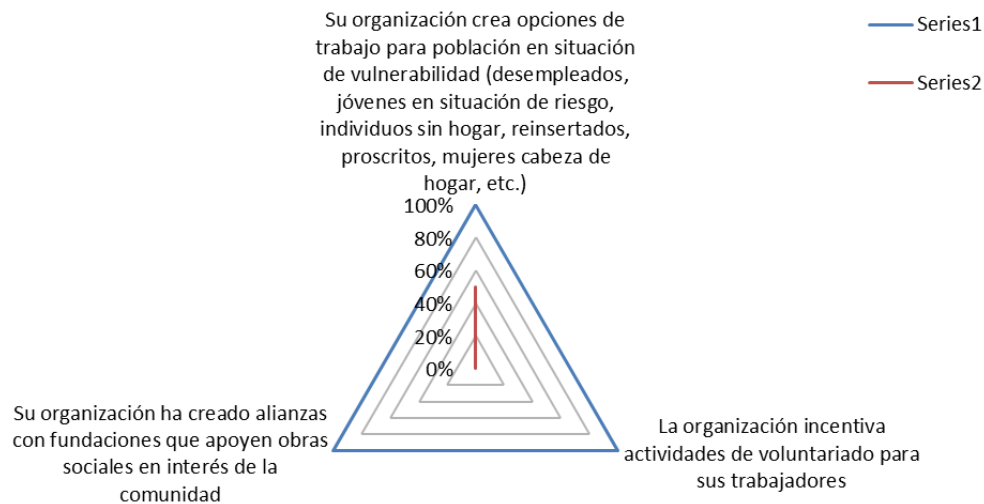 Su organización crea opciones de
trabajo para población en situación
de vulnerabilidad (desempleados,
jóvenes en situación de riesgo,
individuos sin hogar, reinsertados,
proscritos, mujeres cabeza de
hogar, etc.)
Series1
Series2
100%
80%
60%
40%
20%
0%
Su organización ha creado alianzas
con fundaciones que apoyen obras
sociales en interés de la
comunidad
La organización incentiva
actividades de voluntariado para
sus trabajadores